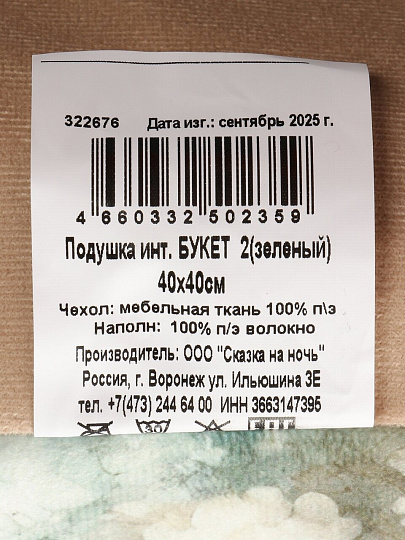 322676 Дата изг.: сентябрь 2025 г.
4 660332 502359
Подушка инт. БУКЕТ 2(зеленый)
40х40см
Чехол: мебельная ткань 100% п\э
Наполн: 100% п/э волокно
Производитель: ООО "Сказка на ночь"
Россия, г. Воронеж ул. Ильюшина 3Е
тел. +7(473) 244 64 00 ИНН 3663147395
30